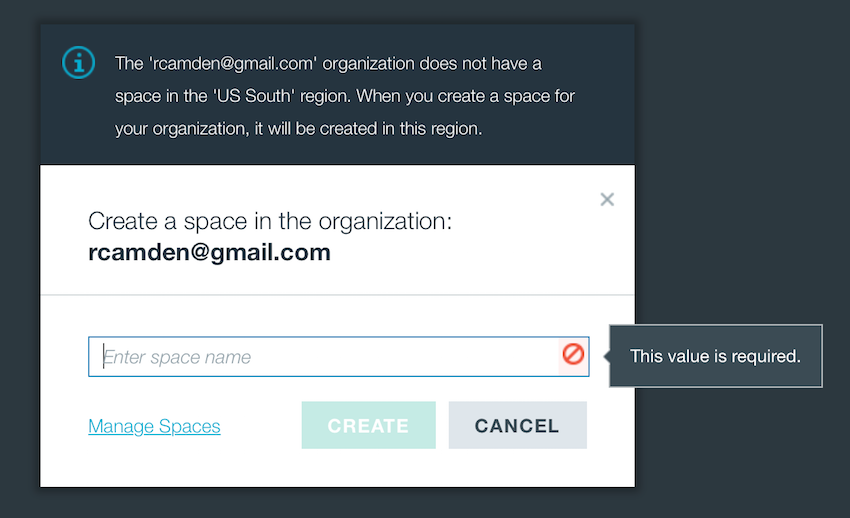 The 'rcamden@gmail.com' organization does not have a
space in the 'US South' region. When you create a space for
your organization, it will be created in this region.
Create a space in the organization:
rcamden@gmail.com
Enter space name
This value is required.
Manage Spaces
CREATE
CANCEL